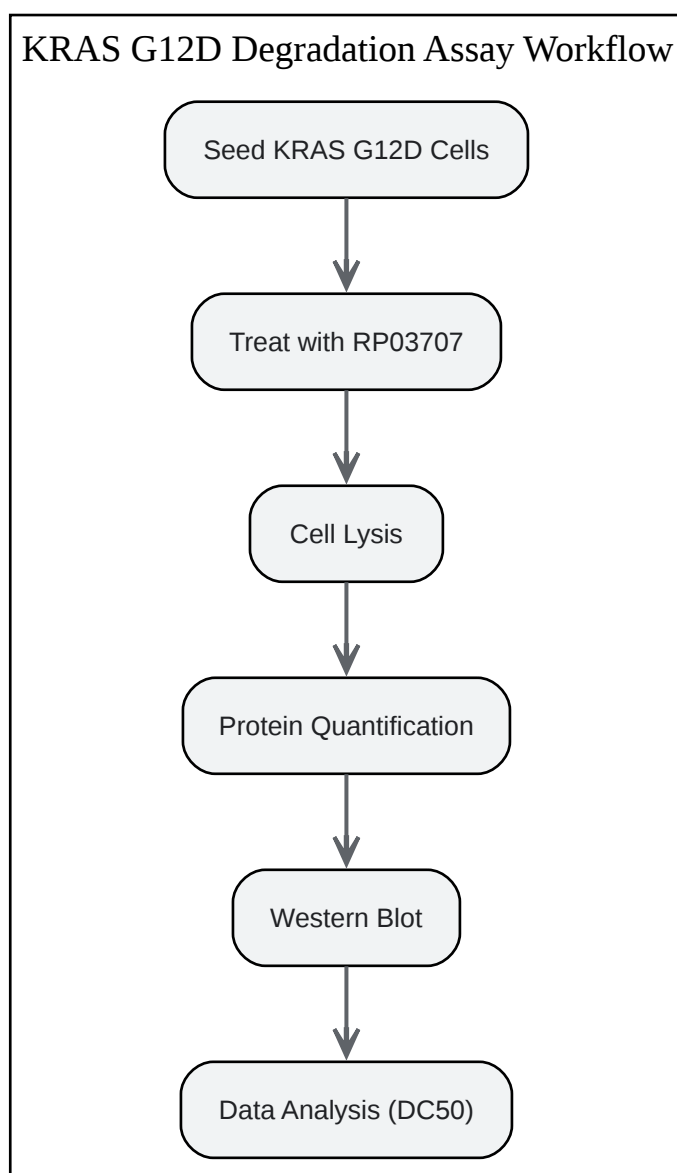 KRAS G12D Degradation Assay Workflow
Seed KRAS G12D Cells
Treat with RP03707
Cell Lysis
Protein Quantification
Western Blot
Data Analysis (DC50)